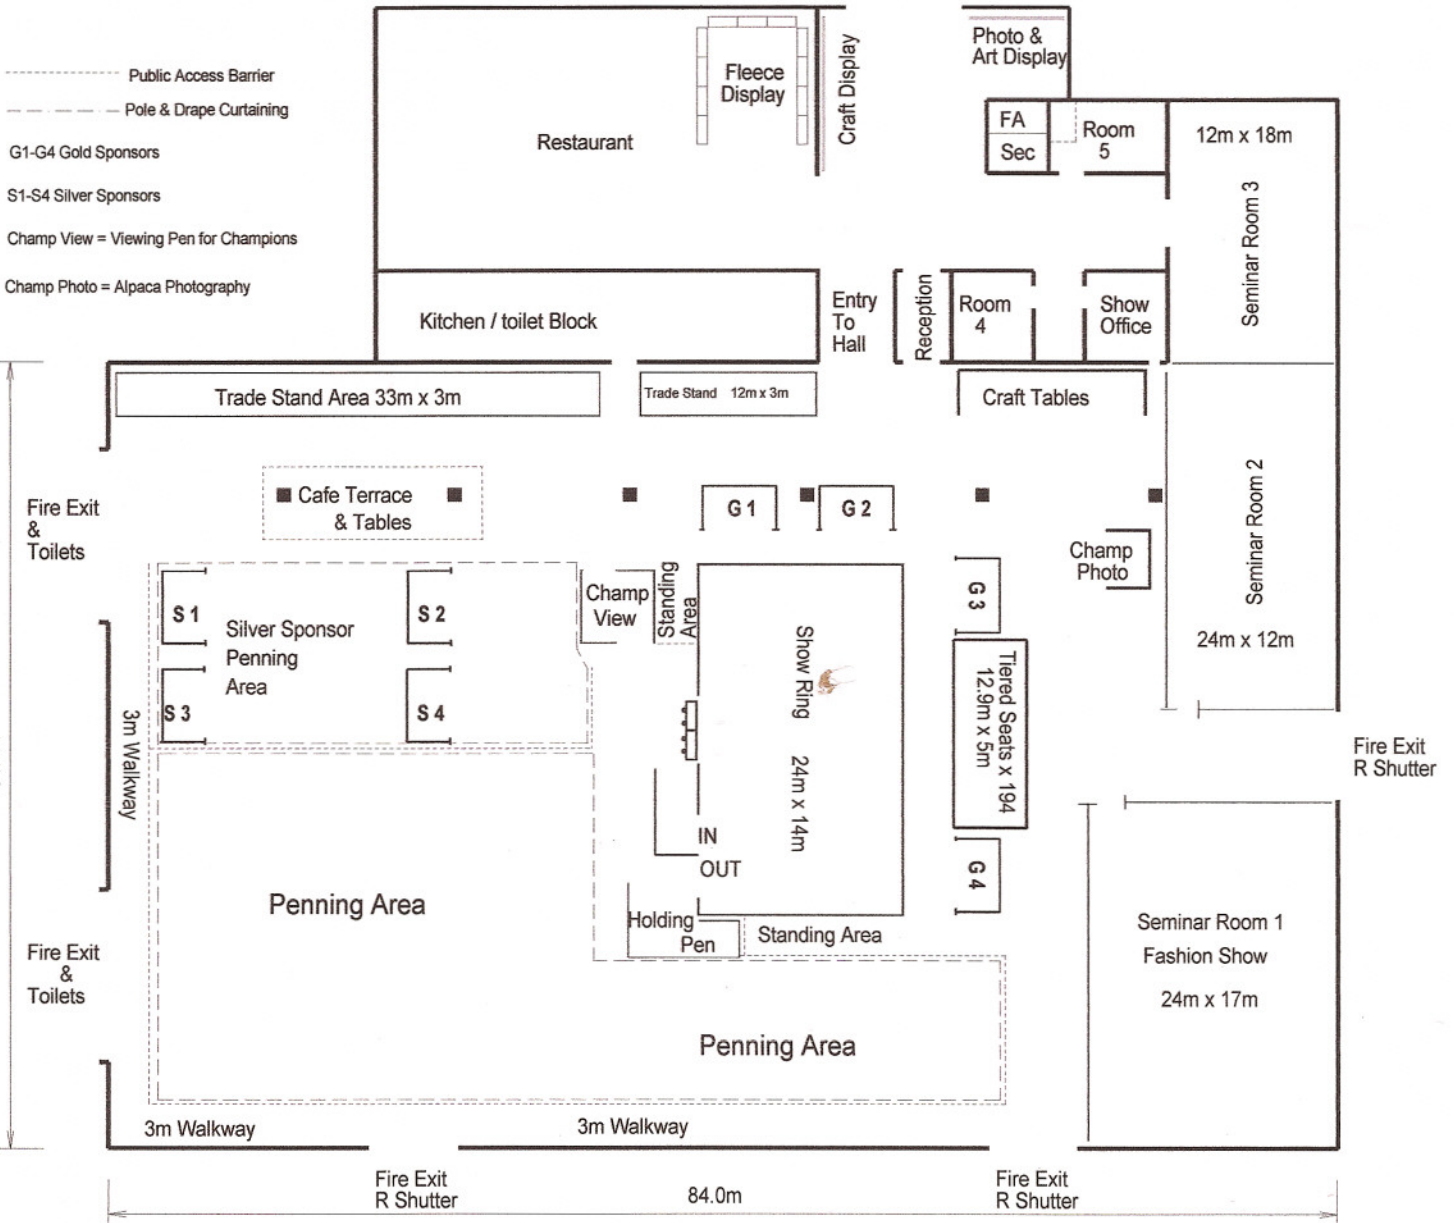 Public Access Barrier
Pole & Drape Curtaining
G1-G4 Gold Sponsors
S1-S4 Silver Sponsors
Champ View = Viewing Pen for Champions
Champ Photo = Alpaca Photography
Restaurant
Fleece
Display
Craft Display
Photo &
Art Display
FA
Sec
Room
5
12m x 18m
Seminar Room 3
Kitchen / toilet Block
Entry
To
Hall
Reception
Room
4
Show
Office
Trade Stand Area 33m x 3m
Trade Stand 12m x 3m
Craft Tables
Fire Exit
&
Toilets
Cafe Terrace
& Tables
G 1
G 2
Champ
Photo
Seminar Room 2
24m x 12m
S 1
S 2
Silver Sponsor
Penning
Area
S 3
S 4
Champ
View
Standing
Area
Show Ring 24m x 14m
G 3
Tiered Seats x 194
12.9m x 5m
G 4
3m Walkway
Fire Exit
R Shutter
IN
OUT
Penning Area
Holding
Pen
Standing Area
Seminar Room 1
Fashion Show
24m x 17m
Fire Exit
&
Toilets
Penning Area
3m Walkway
3m Walkway
Fire Exit
R Shutter
84.0m
Fire Exit
R Shutter